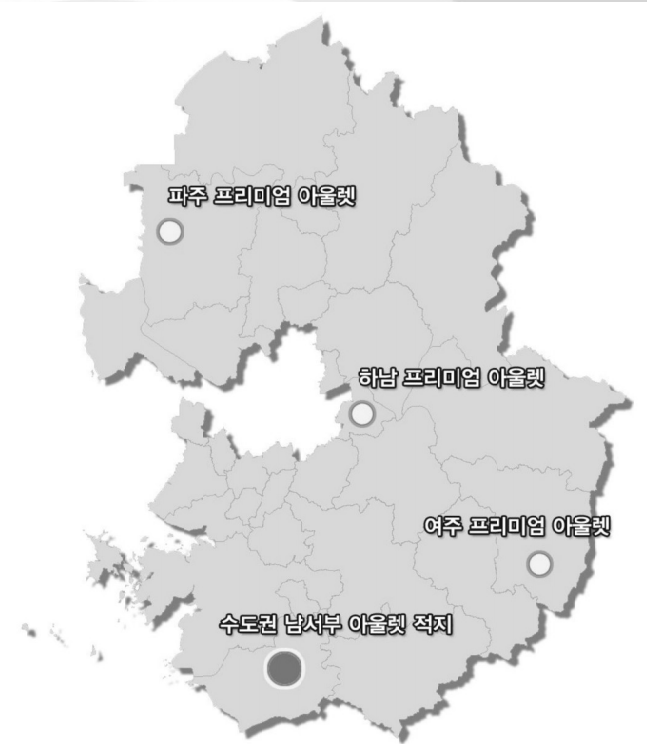 파주 프리미엄 아울렛
하남 프리미엄 아울렛
여주 프리미엄 아울렛
수도권 남서부 아울렛 적지